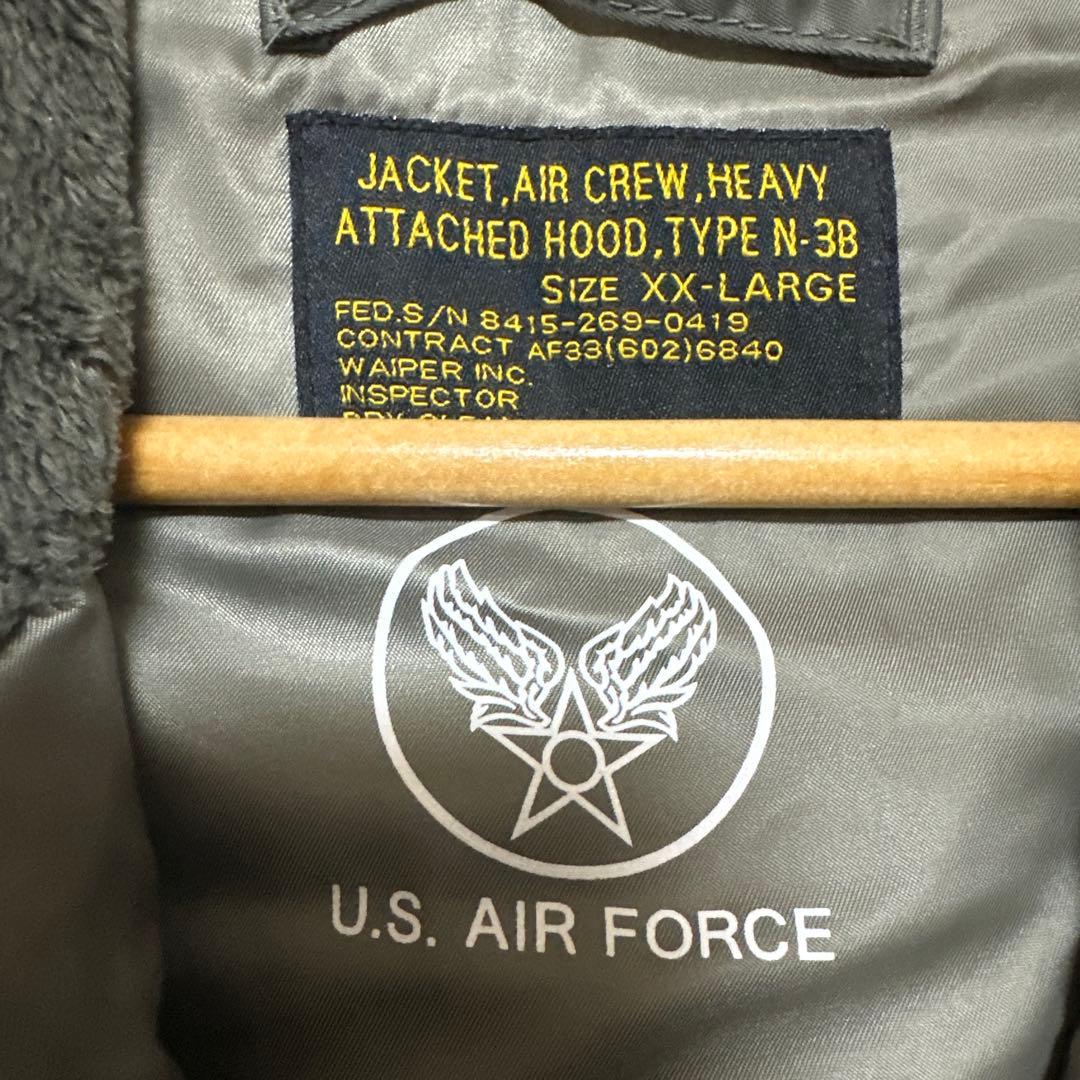 JACKET,AIR CREW,HEAVY
ATTACHED HOOD,TYPE N-3B
SIZE XX-LARGE
FED.S/N 8415-269-0419
CONTRACT AF33(602)6840
WAIPER INC.
INSPECTOR
U.S. AIR FORCE